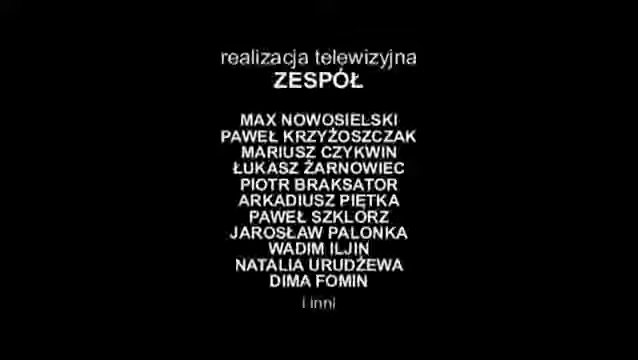 realizacja telewizyjna
ZESPÓŁ
MAX NOWOSIELSKI
PAWEŁ KRZYŻOSZCZAK
MARIUSZ CZYKWIN
ŁUKASZ ŻARNOWIEC
PIOTR BRAKSATOR
ARKADIUSZ PIĘTKA
PAWEŁ SZKLÓRZ
JAROSŁAW PALONKA
WADIM ILJIN
NATALIA URUDŻEWA
DIMA FOMIN
i inni